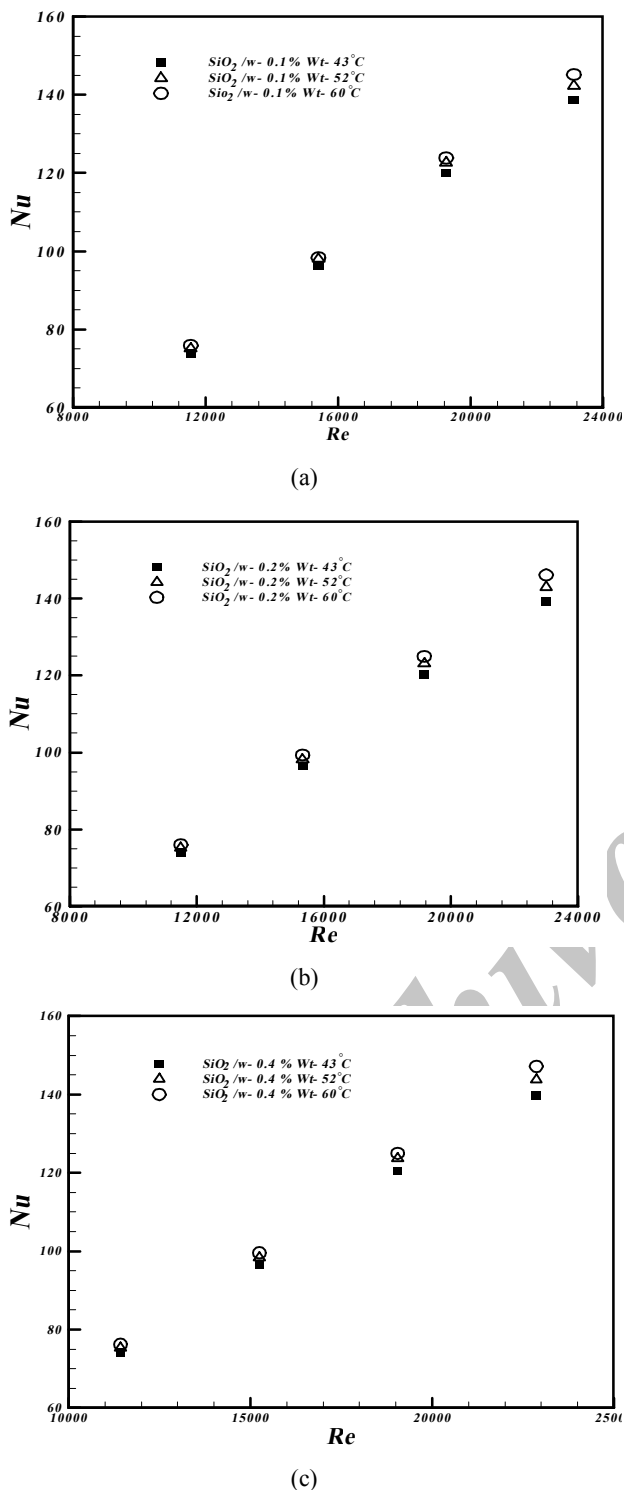 160
140
120
100
80
60
Nu
SiO2 /w- 0.1% Wt- 43°C
SiO2 /w- 0.1% Wt- 52°C
Sio2 /w- 0.1% Wt- 60°C
8000 12000 16000 20000 24000
Re
(a)
160
140
120
100
80
60
Nu
SiO2 /w- 0.2% Wt- 43°C
SiO2 /w- 0.2% Wt- 52°C
SiO2 /w- 0.2% Wt- 60°C
8000 12000 16000 20000 24000
Re
(b)
160
140
120
100
80
60
Nu
SiO2 /w- 0.4 % Wt- 43°C
SiO2 /w- 0.4 % Wt- 52°C
SiO2 /w- 0.4 % Wt- 60°C
10000 15000 20000 2500
Re
(c)